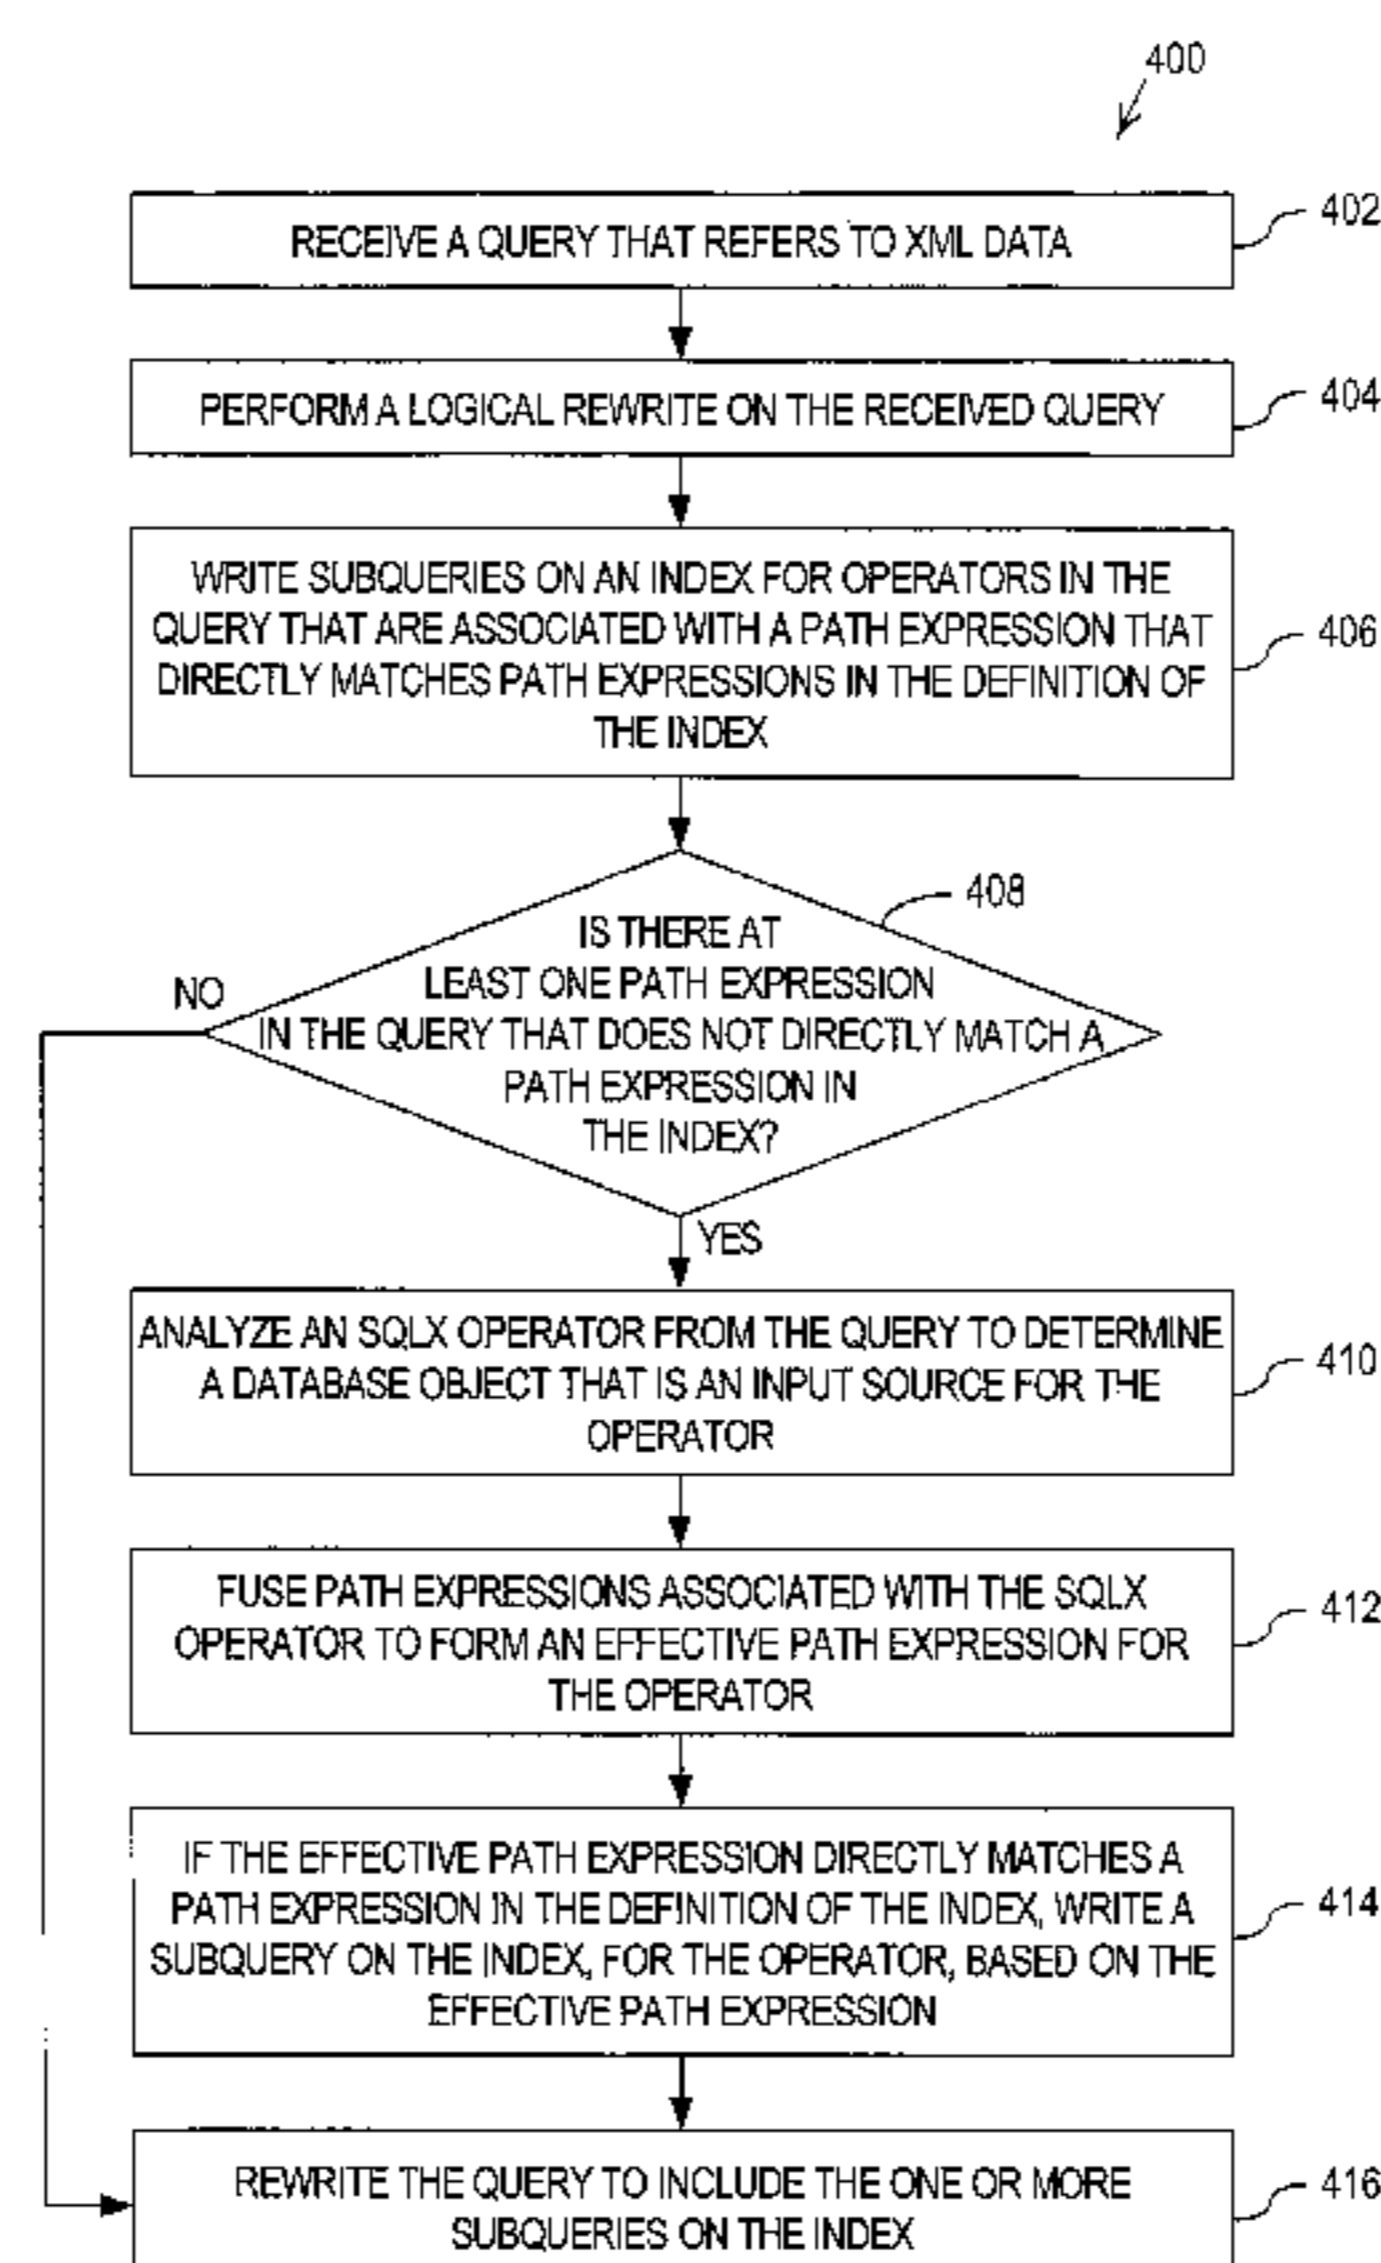 400
RECEIVE A QUERY THAT REFERS TO XML DATA
402
PERFORM A LOGICAL REWRITE ON THE RECEIVED QUERY
404
WRITE SUBQUERIES ON AN INDEX FOR OPERATORS IN THE
QUERY THAT ARE ASSOCIATED WITH A PATH EXPRESSION THAT
DIRECTLY MATCHES PATH EXPRESSIONS IN THE DEFINITION OF
THE INDEX
406
408
IS THERE AT
LEAST ONE PATH EXPRESSION
IN THE QUERY THAT DOES NOT DIRECTLY MATCH A
PATH EXPRESSION IN
THE INDEX?
NO
YES
ANALYZE AN SQLX OPERATOR FROM THE QUERY TO DETERMINE
A DATABASE OBJECT THAT IS AN INPUT SOURCE FOR THE
OPERATOR
410
FUSE PATH EXPRESSIONS ASSOCIATED WITH THE SQLX
OPERATOR TO FORM AN EFFECTIVE PATH EXPRESSION FOR
THE OPERATOR
412
IF THE EFFECTIVE PATH EXPRESSION DIRECTLY MATCHES A
PATH EXPRESSION IN THE DEFINITION OF THE INDEX, WRITE A
SUBQUERY ON THE INDEX, FOR THE OPERATOR, BASED ON THE
EFFECTIVE PATH EXPRESSION
414
REWRITE THE QUERY TO INCLUDE THE ONE OR MORE
SUBQUERIES ON THE INDEX
416